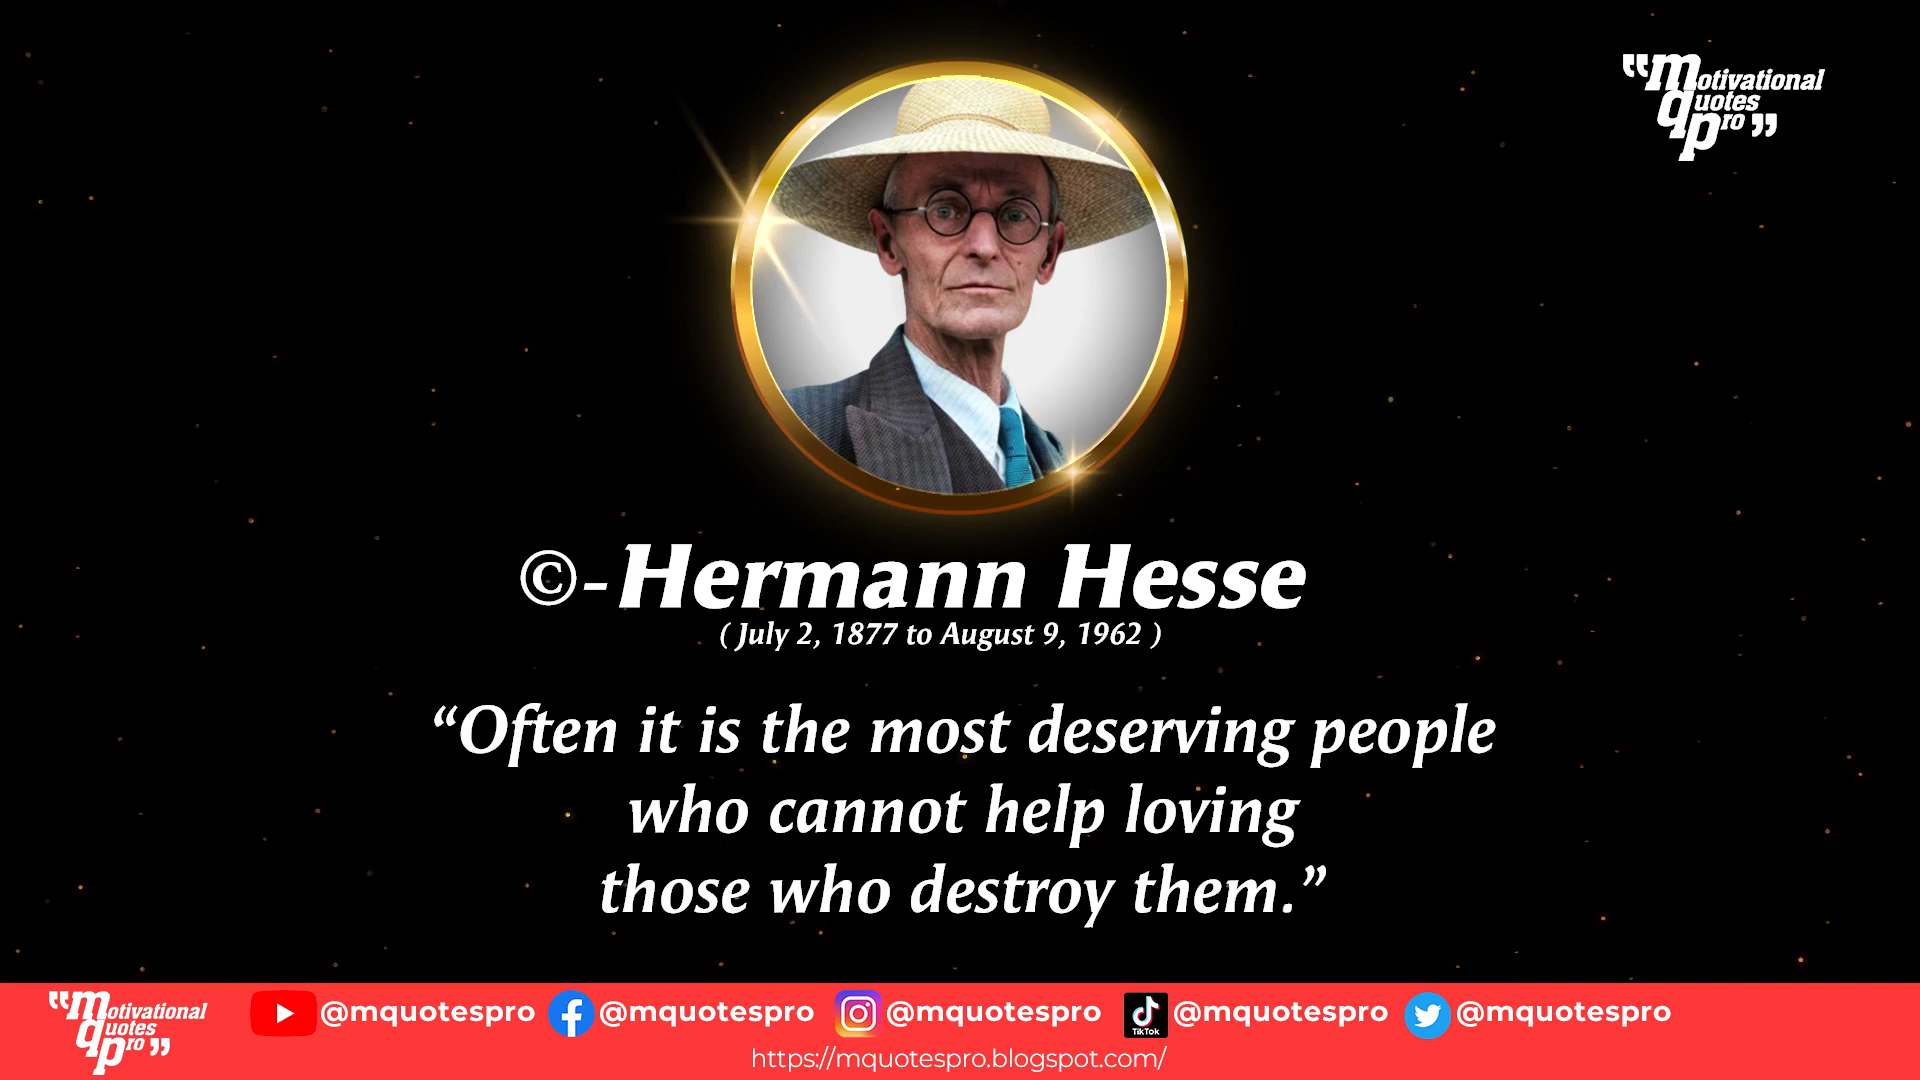 “Motivational
Quotes
Pro”
©-Hermann Hesse
( July 2, 1877 to August 9, 1962 )
“Often it is the most deserving people
who cannot help loving
those who destroy them.”
“Motivational
Quotes
Pro”
@mquotespro @mquotespro @mquotespro @mquotespro @mquotespro
TikTok
https://mquotespro.blogspot.com/